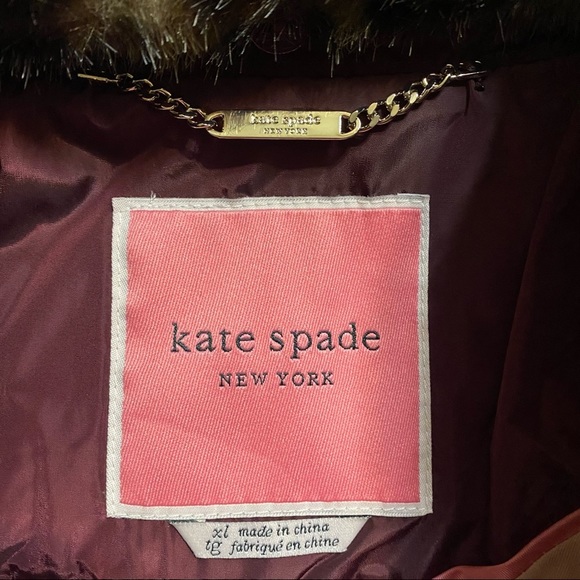 kate spade
NEW YORK
kate spade
NEW YORK
xl made in china
tg fabriqué en chine